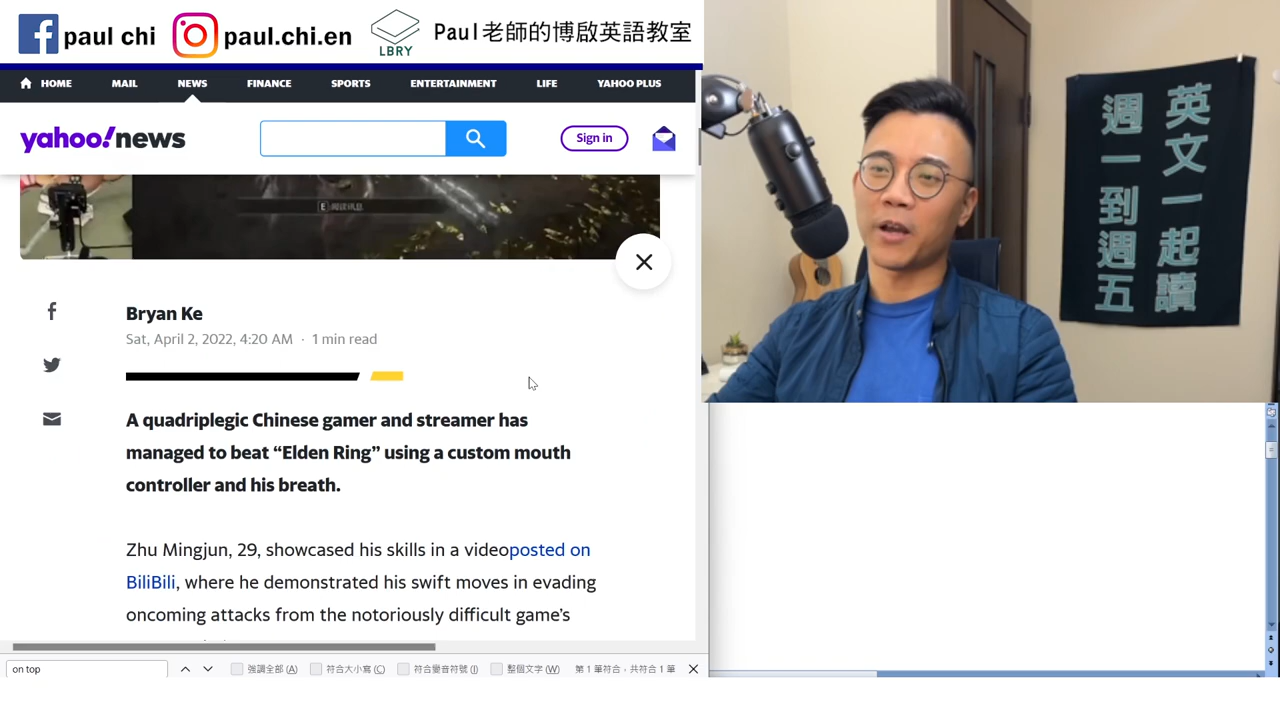 paul chi
paul.chi.en
LBRY
Paul老師的博啟英語教室
HOME
MAIL
NEWS
FINANCE
SPORTS
ENTERTAINMENT
LIFE
YAHOO PLUS
yahoo!news
Sign in
Bryan Ke
Sat, April 2, 2022, 4:20 AM · 1 min read
A quadriplegic Chinese gamer and streamer has
managed to beat “Elden Ring” using a custom mouth
controller and his breath.
Zhu Mingjun, 29, showcased his skills in a videoposted on
BiliBili, where he demonstrated his swift moves in evading
oncoming attacks from the notoriously difficult game’s
on top
強調全部 (A)
符合大小寫 (C)
符合變音符號 (I)
整個文字 (W)
第 1 筆符合，共符合 1 筆
英文一起讀
週一到週五